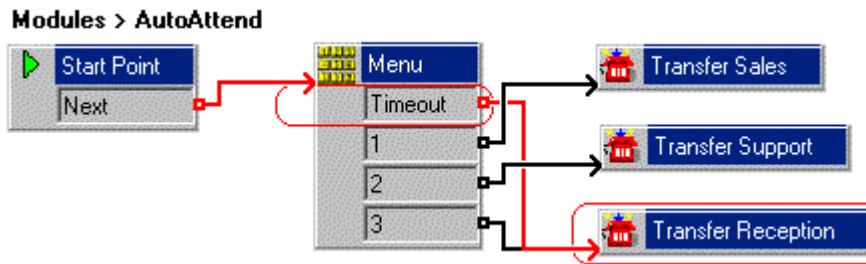 Modules > AutoAttend
Start Point
Next
Menu
Timeout
1
2
3
Transfer Sales
Transfer Support
Transfer Reception